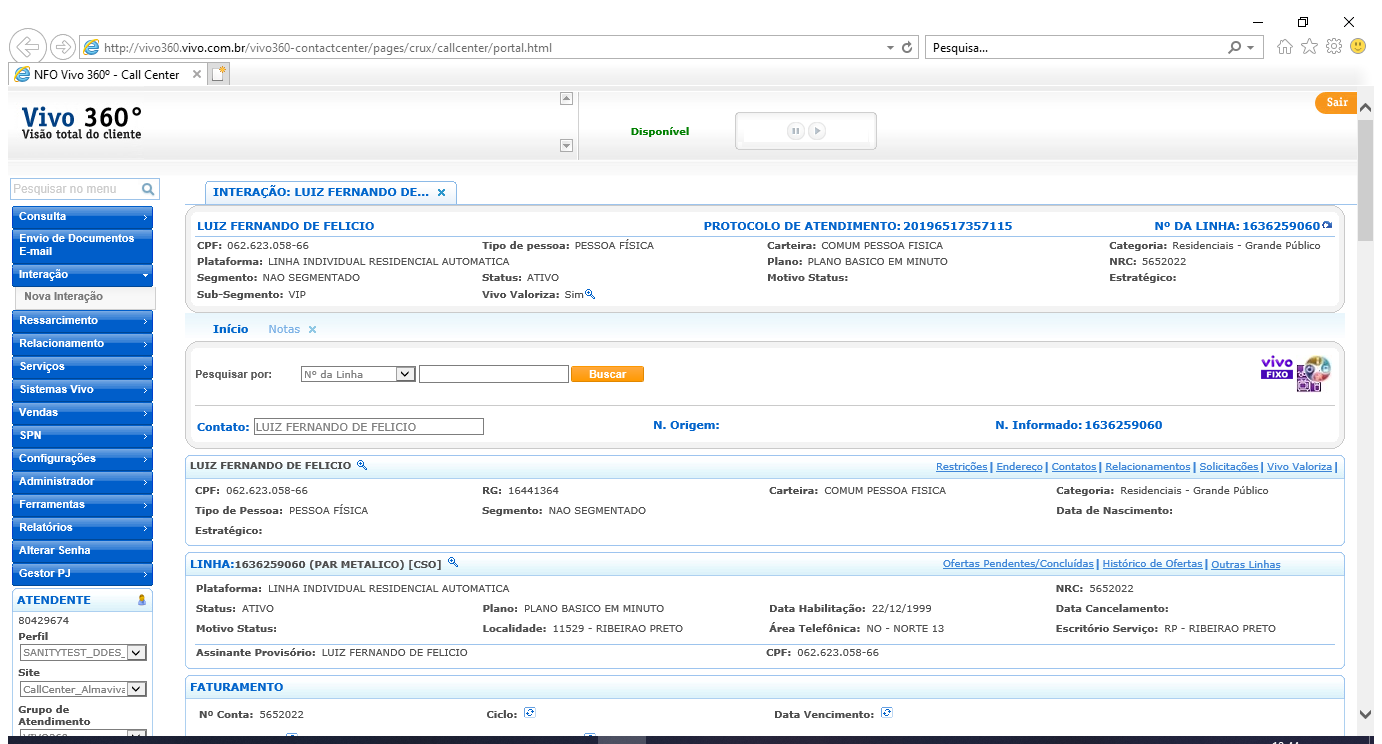 http://vivo360.vivo.com.br/vivo360-contactcenter/pages/crux/callcenter/portal.html
Pesquisa...
NFO Vivo 360º - Call Center
Vivo 360°
Visão total do cliente
Disponível
Sair
Pesquisar no menu
Consulta
Envio de Documentos
E-mail
Interação
Nova Interação
Ressarcimento
Relacionamento
Serviços
Sistemas Vivo
Vendas
SPN
Configurações
Administrador
Ferramentas
Relatórios
Alterar Senha
Gestor PJ
ATENDENTE
80429674
Perfil
SANITYTEST_DDES_
Site
CallCenter_Almaviva
Grupo de
Atendimento
VIVO360
INTERAÇÃO: LUIZ FERNANDO DE...
LUIZ FERNANDO DE FELICIO PROTOCOLO DE ATENDIMENTO: 20196517357115 Nº DA LINHA: 1636259060
CPF: 062.623.058-66 Tipo de pessoa: PESSOA FÍSICA Carteira: COMUM PESSOA FISICA Categoria: Residenciais - Grande Público
Plataforma: LINHA INDIVIDUAL RESIDENCIAL AUTOMATICA Plano: PLANO BASICO EM MINUTO NRC: 5652022
Segmento: NAO SEGMENTADO Status: ATIVO Motivo Status: Estratégico:
Sub-Segmento: VIP Vivo Valoriza: Sim
Início Notas
Pesquisar por: Nº da Linha Buscar
vivo
FIXO
Contato: LUIZ FERNANDO DE FELICIO N. Origem: N. Informado: 1636259060
LUIZ FERNANDO DE FELICIO Restrições | Endereço | Contatos | Relacionamentos | Solicitações | Vivo Valoriza |
CPF: 062.623.058-66 RG: 16441364 Carteira: COMUM PESSOA FISICA Categoria: Residenciais - Grande Público
Tipo de Pessoa: PESSOA FÍSICA Segmento: NAO SEGMENTADO Data de Nascimento:
Estratégico:
LINHA:1636259060 (PAR METALICO) [CSO] Ofertas Pendentes/Concluídas | Histórico de Ofertas | Outras Linhas
Plataforma: LINHA INDIVIDUAL RESIDENCIAL AUTOMATICA NRC: 5652022
Status: ATIVO Plano: PLANO BASICO EM MINUTO Data Habilitação: 22/12/1999 Data Cancelamento:
Motivo Status: Localidade: 11529 - RIBEIRAO PRETO Área Telefônica: NO - NORTE 13 Escritório Serviço: RP - RIBEIRAO PRETO
Assinante Provisório: LUIZ FERNANDO DE FELICIO CPF: 062.623.058-66
FATURAMENTO
Nº Conta: 5652022 Ciclo: Data Vencimento: